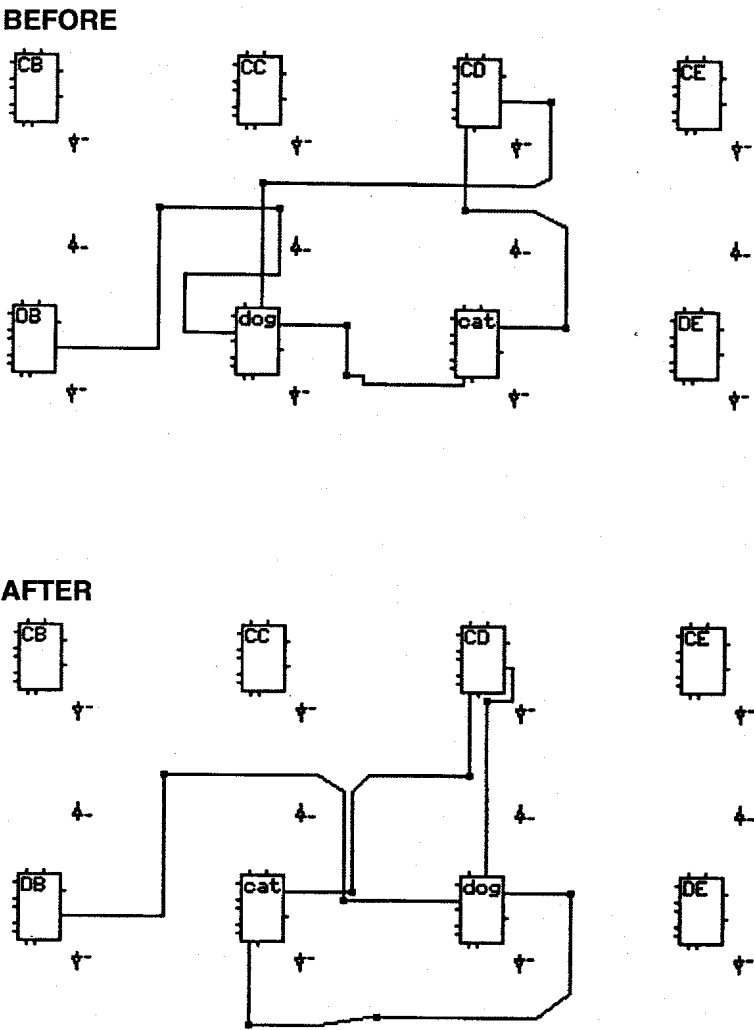 BEFORE
CB CC CD CE
DB dog cat DE
AFTER
CB CC CD CE
DB cat dog DE